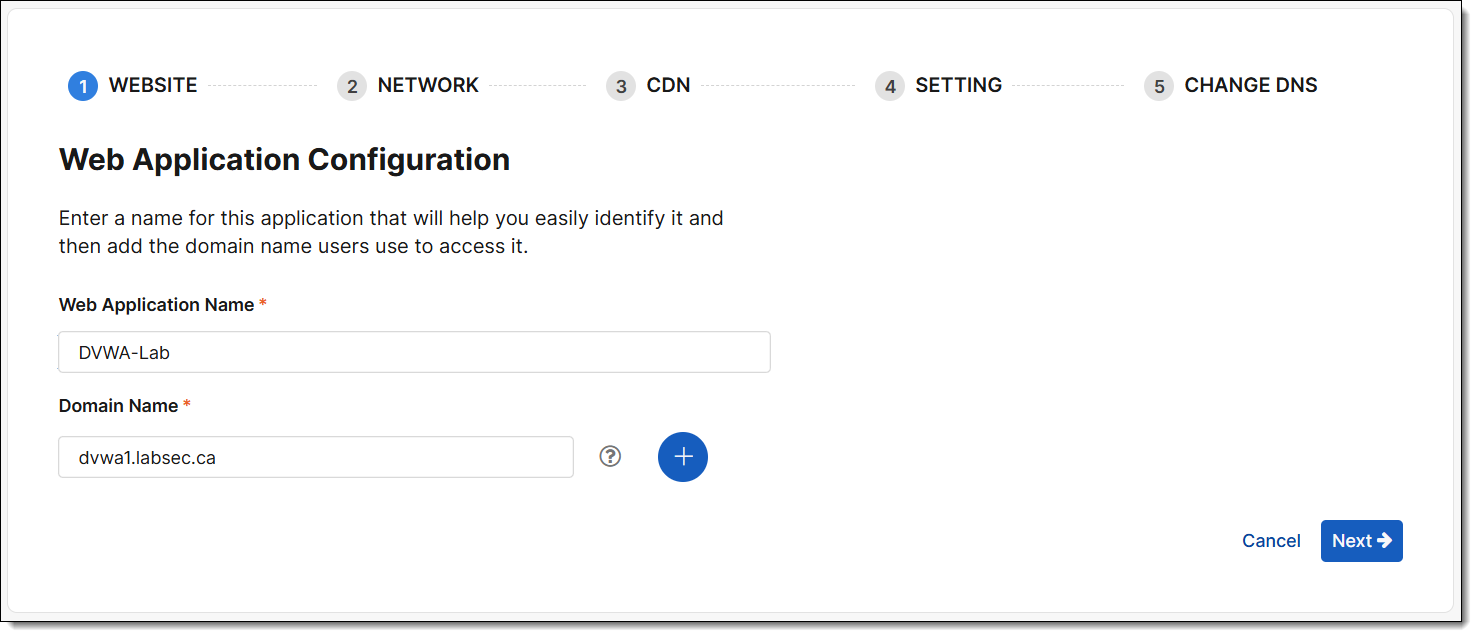 1 WEBSITE 2 NETWORK 3 CDN 4 SETTING 5 CHANGE DNS
Web Application Configuration
Enter a name for this application that will help you easily identify it and
then add the domain name users use to access it.
Web Application Name *
DVWA-Lab
Domain Name *
dvwa1.labsec.ca
Cancel Next